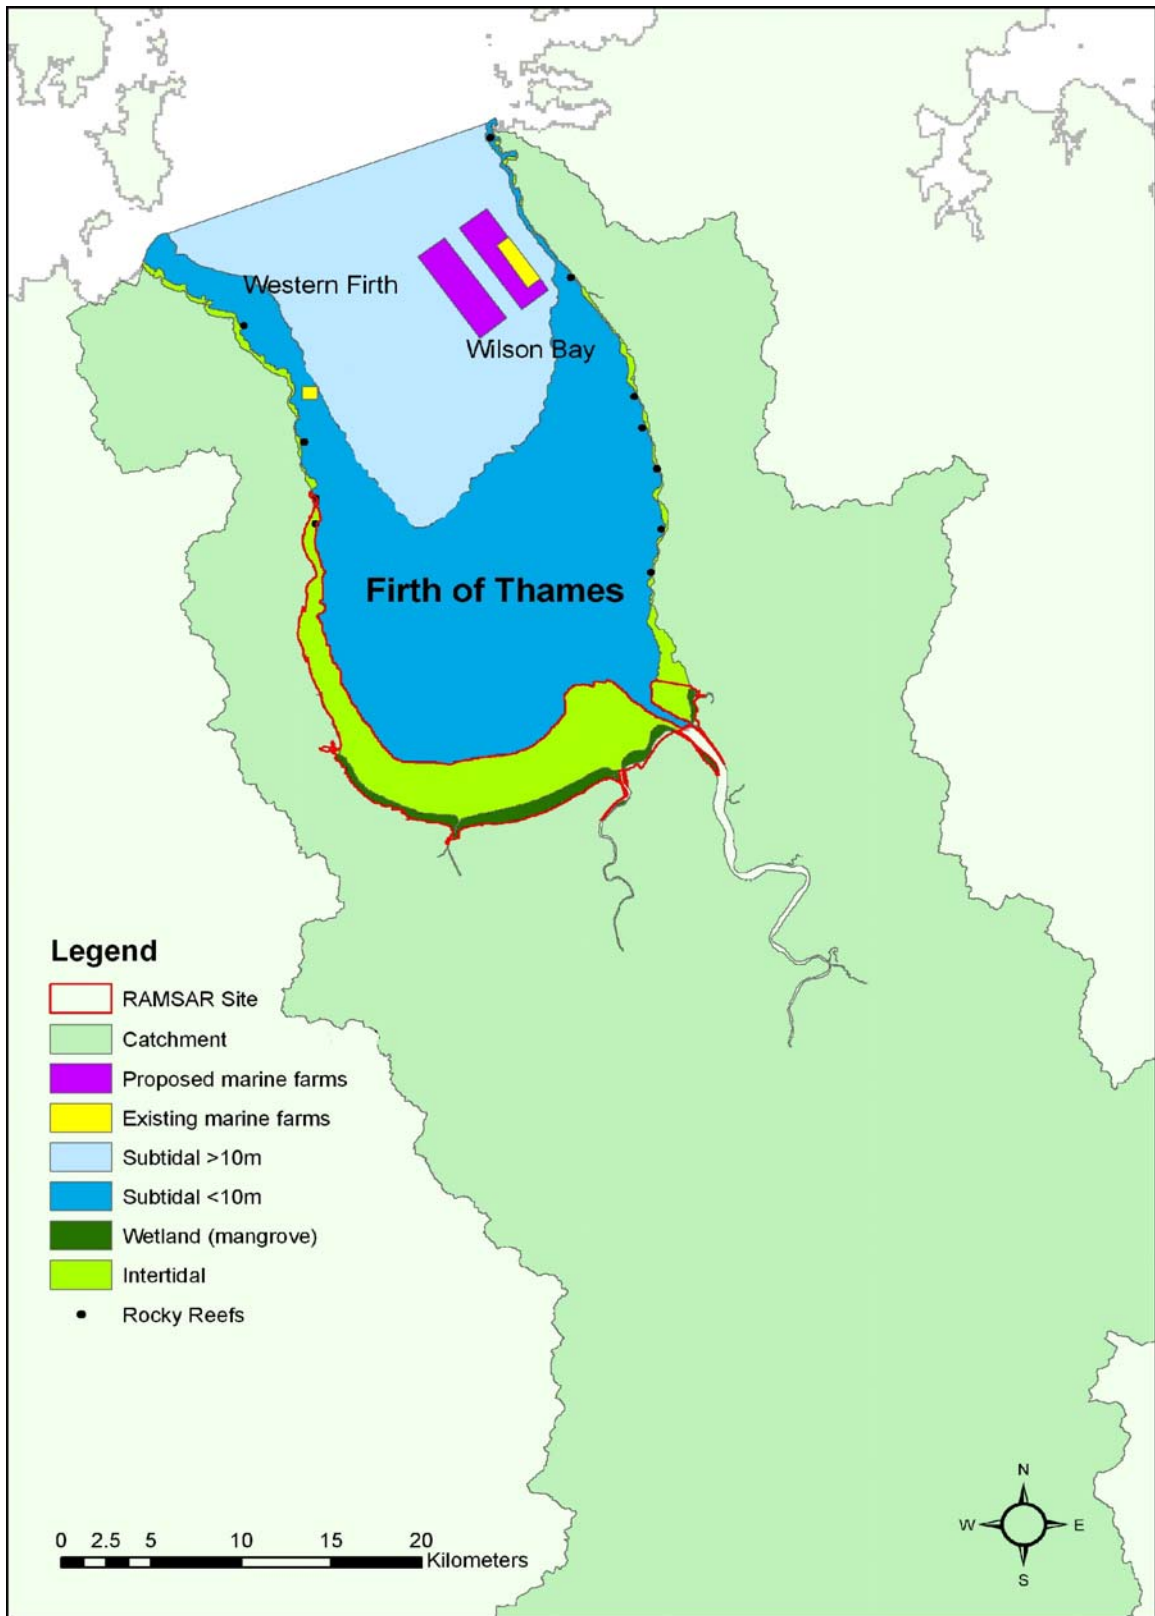 Western Firth
Wilson Bay
Firth of Thames
Legend
RAMSAR Site
Catchment
Proposed marine farms
Existing marine farms
Subtidal >10m
Subtidal <10m
Wetland (mangrove)
Intertidal
Rocky Reefs
0 2.5 5 10 15 20
Kilometers
N
W E
S